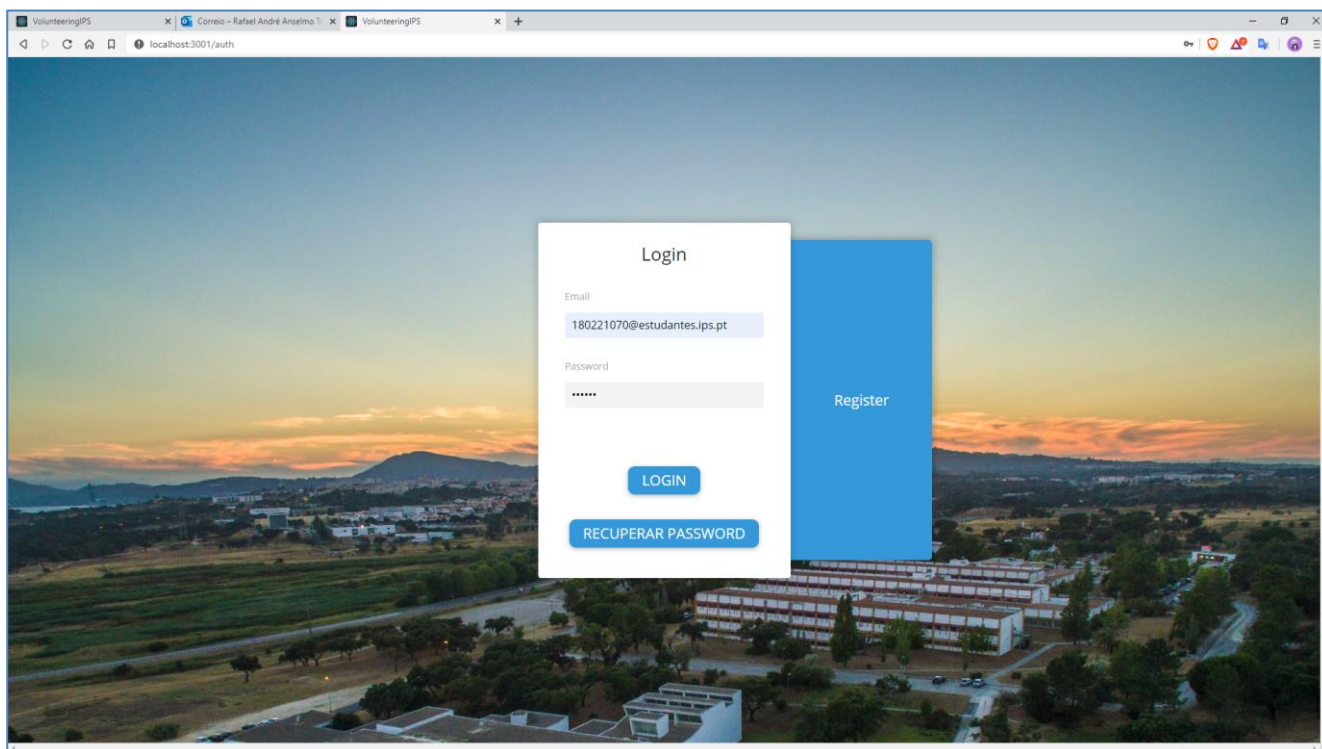 VolunteeringIPS
Correio – Rafael André Anselmo
VolunteeringIPS
localhost:3001/auth
Login
Email
180221070@estudantes.ips.pt
Password
••••••
LOGIN
RECUPERAR PASSWORD
Register